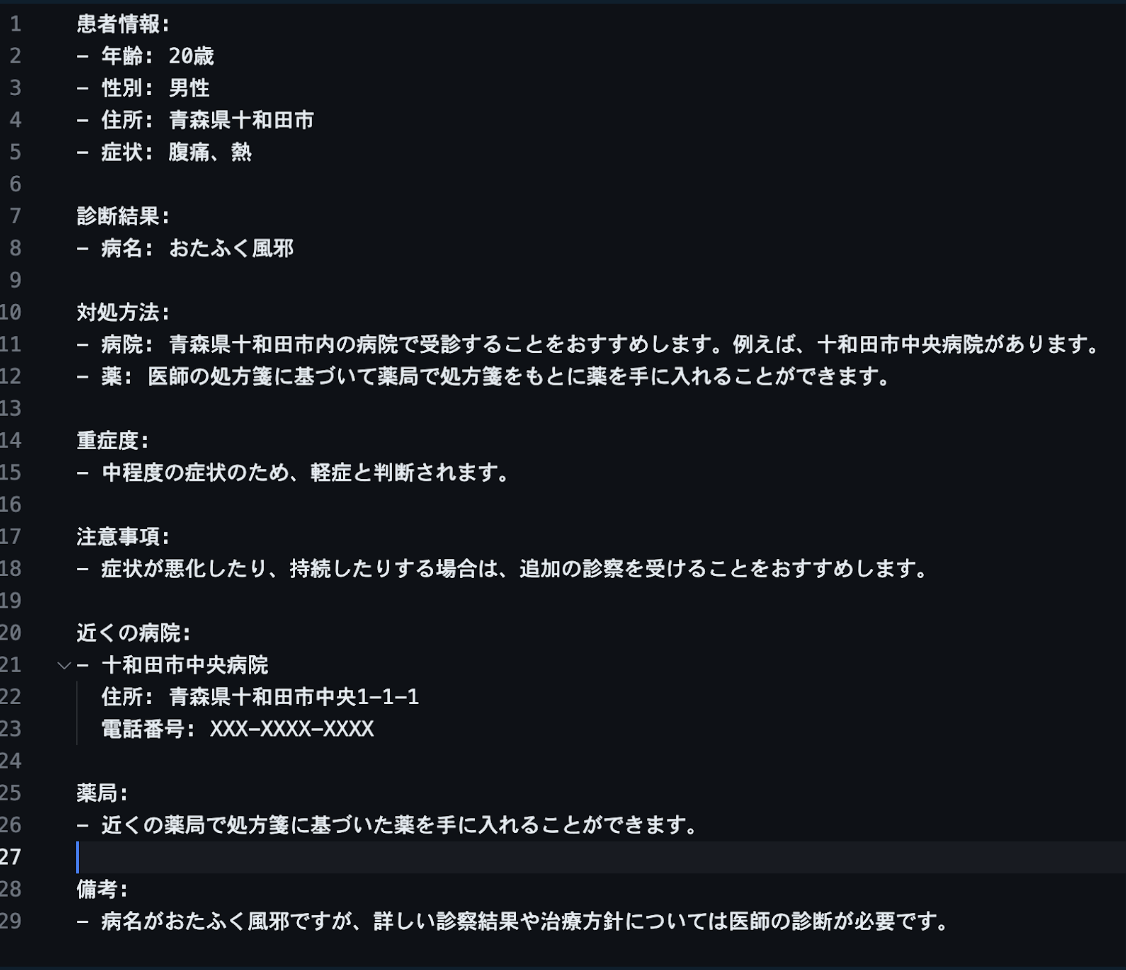 1 患者情報:
2 - 年齢: 20歳
3 - 性別: 男性
4 - 住所: 青森県十和田市
5 - 症状: 腹痛、熱
6
7 診断結果:
8 - 病名: おたふく風邪
9
10 対処方法:
11 - 病院: 青森県十和田市内の病院で受診することをおすすめします。例えば、十和田市中央病院があります。
12 - 薬: 医師の処方箋に基づいて薬局で処方箋をもとに薬を手に入れることができます。
13
14 重症度:
15 - 中程度の症状のため、軽症と判断されます。
16
17 注意事項:
18 - 症状が悪化したり、持続したりする場合は、追加の診察を受けることをおすすめします。
19
20 近くの病院:
21 - 十和田市中央病院
22 住所: 青森県十和田市中央1-1-1
23 電話番号: XXX-XXXX-XXXX
24
25 薬局:
26 - 近くの薬局で処方箋に基づいた薬を手に入れることができます。
27
28 備考:
29 - 病名がおたふく風邪ですが、詳しい診察結果や治療方針については医師の診断が必要です。